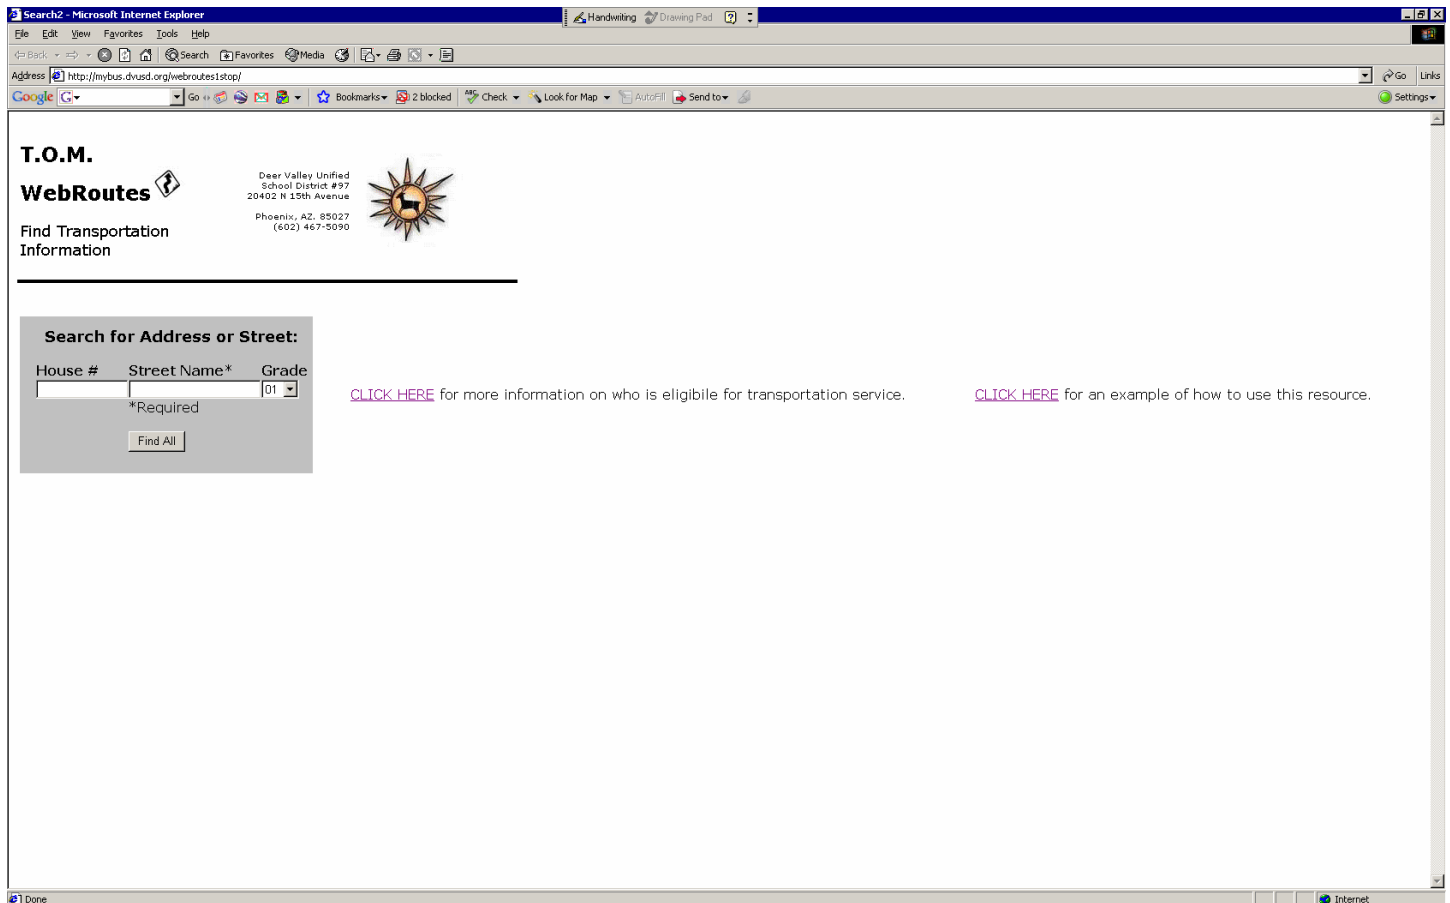 Search2 - Microsoft Internet Explorer
Handwriting Drawing Pad
File Edit View Favorites Tools Help
Back Search Favorites Media
Address http://mybus.dvusd.org/webroutes1stop/ Go Links
Google G Go Bookmarks 2 blocked ABC Check Look for Map AutoFill Send to Settings
T.O.M.
WebRoutes
Find Transportation
Information
Deer Valley Unified
School District #97
20402 N 15th Avenue
Phoenix, AZ. 85027
(602) 467-5090
Search for Address or Street:
House # Street Name* Grade
01
*Required
Find All
CLICK HERE for more information on who is eligibile for transportation service.
CLICK HERE for an example of how to use this resource.
Done Internet